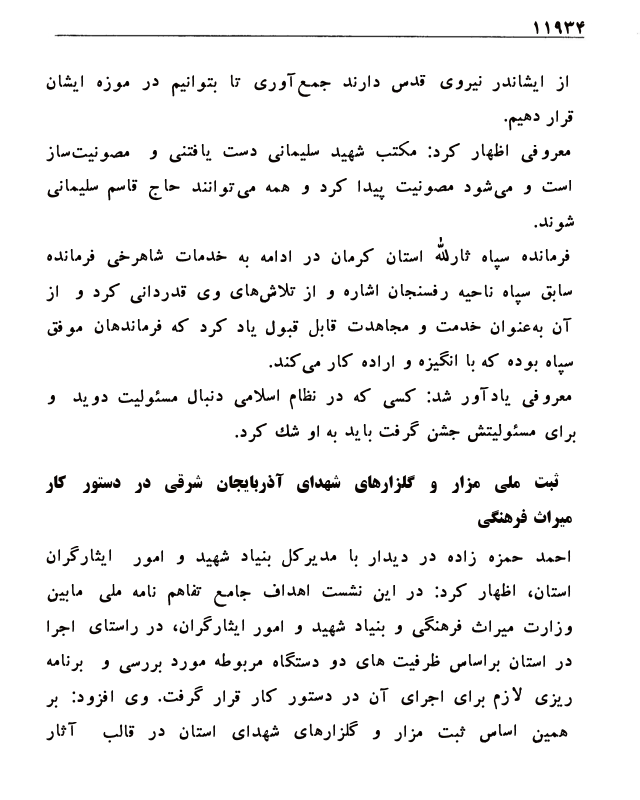 ۱۱۹۳۴
از ایشاندر نیروی قدس دارند جمع‌آوری تا بتوانیم در موزه ایشان
قرار دهیم.
معروفی اظهار کرد: مکتب شهید سلیمانی دست یافتنی و مصونیت‌ساز
است و می‌شود مصونیت پیدا کرد و همه می‌توانند حاج قاسم سلیمانی
شوند.
فرمانده سپاه ثارالله استان کرمان در ادامه به خدمات شاهرخی فرمانده
سابق سپاه ناحیه رفسنجان اشاره و از تلاش‌های وی قدردانی کرد و از
آن به‌عنوان خدمت و مجاهدت قابل قبول یاد کرد که فرماندهان موفق
سپاه بوده که با انگیزه و اراده کار می‌کند.
معروفی یادآور شد: کسی که در نظام اسلامی دنبال مسئولیت دوید و
برای مسئولیتش جشن گرفت باید به او شك کرد.
ثبت ملی مزار و گلزارهای شهدای آذربایجان شرقی در دستور کار
میراث فرهنگی
احمد حمزه زاده در دیدار با مدیرکل بنیاد شهید و امور ایثارگران
استان، اظهار کرد: در این نشست اهداف جامع تفاهم نامه ملی مابین
وزارت میراث فرهنگی و بنیاد شهید و امور ایثارگران، در راستای اجرا
در استان براساس ظرفیت های دو دستگاه مربوطه مورد بررسی و برنامه
ریزی لازم برای اجرای آن در دستور کار قرار گرفت. وی افزود: بر
همین اساس ثبت مزار و گلزارهای شهدای استان در قالب آثار